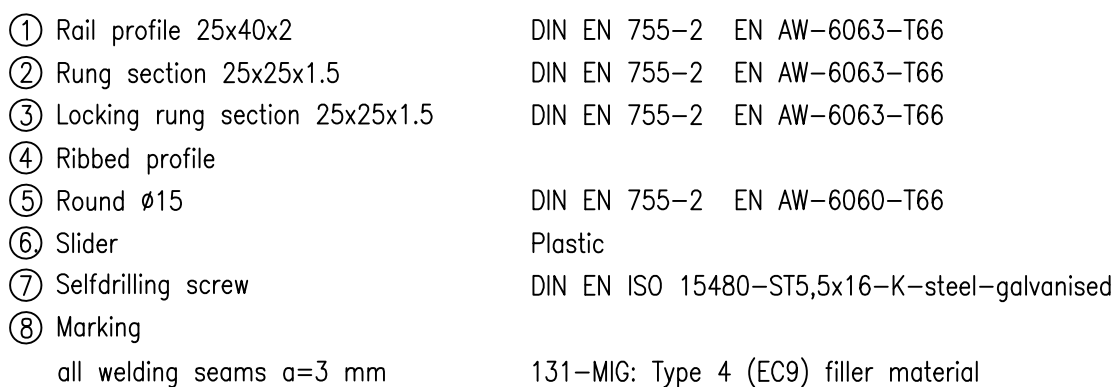 ① Rail profile 25x40x2 DIN EN 755-2 EN AW-6063-T66
② Rung section 25x25x1.5 DIN EN 755-2 EN AW-6063-T66
③ Locking rung section 25x25x1.5 DIN EN 755-2 EN AW-6063-T66
④ Ribbed profile
⑤ Round ø15 DIN EN 755-2 EN AW-6060-T66
⑥. Slider Plastic
⑦ Selfdrilling screw DIN EN ISO 15480-ST5,5x16-K-steel-galvanised
⑧ Marking
all welding seams a=3 mm 131-MIG: Type 4 (EC9) filler material